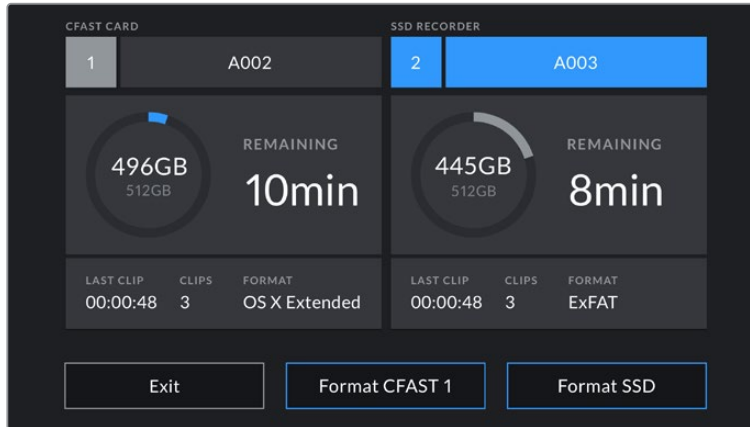 CFAST CARD
1 A002
496GB
512GB
REMAINING
10min
LAST CLIP CLIPS FORMAT
00:00:48 3 OS X Extended
SSD RECORDER
2 A003
445GB
512GB
REMAINING
8min
LAST CLIP CLIPS FORMAT
00:00:48 3 ExFAT
Exit Format CFAST 1 Format SSD